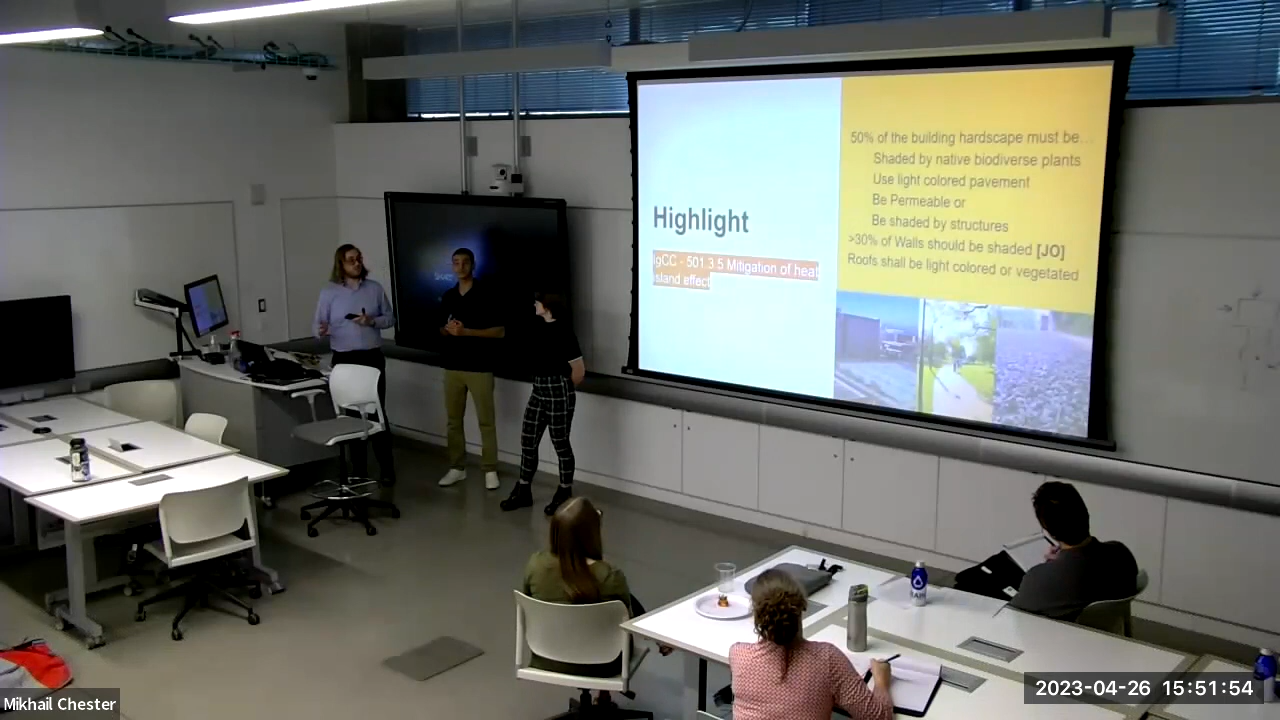 50% of the building hardscape must be...
Shaded by native biodiverse plants
Use light colored pavement
Be Permeable or
Be shaded by structures
>30% of Walls should be shaded [JO]
Roofs shall be light colored or vegetated
Highlight
IgCC - 501.3.5 Mitigation of heat
island effect
Mikhail Chester
2023-04-26 15:51:54